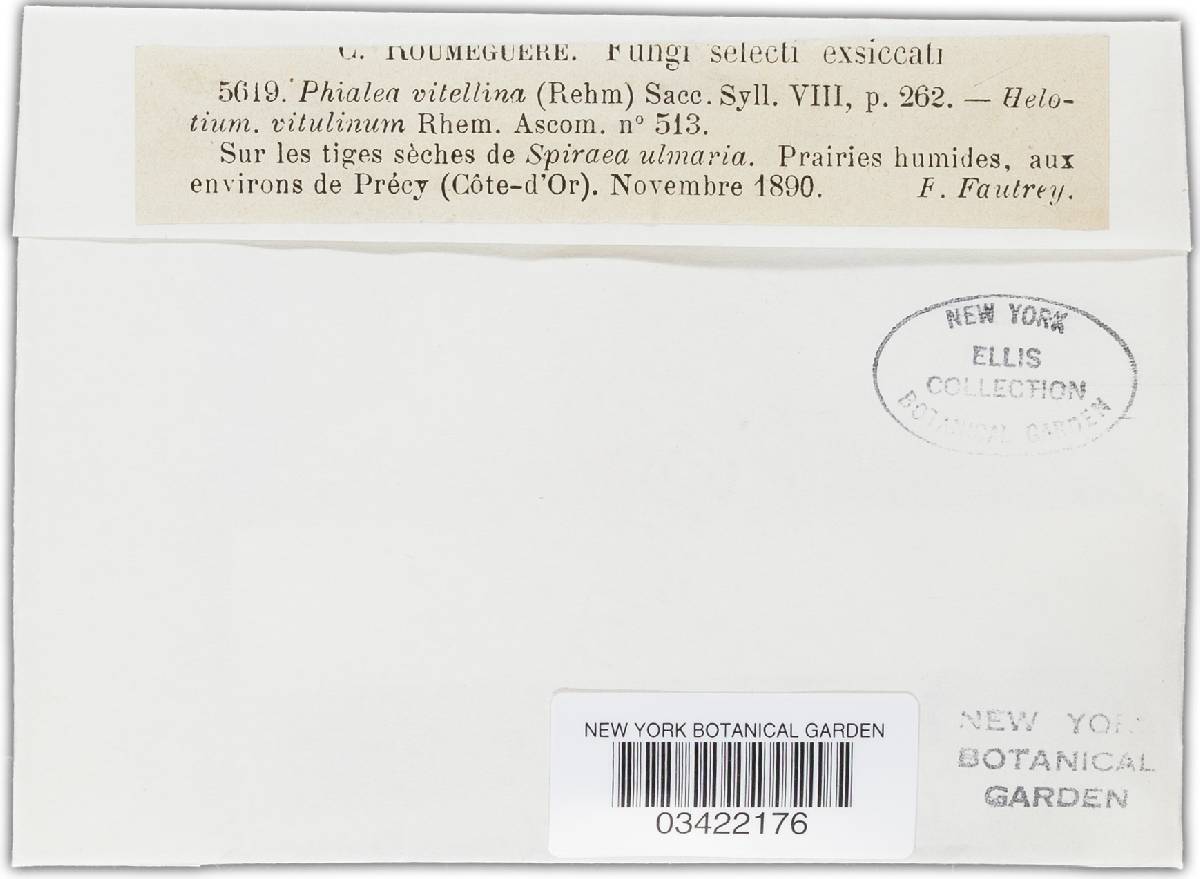 C. ROUMEGUERE. Fungi selecti exsiccati
5619. Phialea vitellina (Rehm) Sacc. Syll. VIII, p. 262. — Helo-
tium. vitulinum Rhem. Ascom. nº 513.
Sur les tiges sèches de Spiraea ulmaria. Prairies humides, aux
environs de Précy (Côte-d'Or). Novembre 1890. F. Fautrey.
NEW YORK
ELLIS
COLLECTION
BOTANICAL GARDEN
NEW YORK BOTANICAL GARDEN
03422176
NEW YOR
BOTANICAL
GARDEN